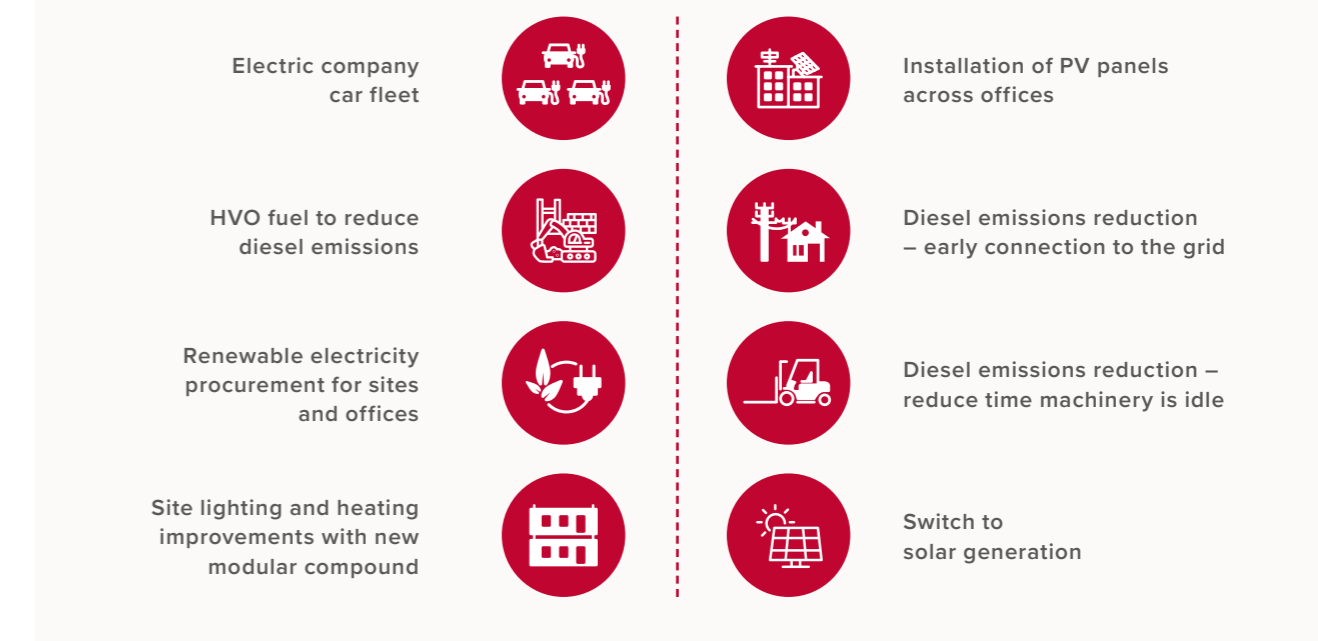 Electric company
car fleet
HVO fuel to reduce
diesel emissions
Renewable electricity
procurement for sites
and offices
Site lighting and heating
improvements with new
modular compound
Installation of PV panels
across offices
Diesel emissions reduction
– early connection to the grid
Diesel emissions reduction –
reduce time machinery is idle
Switch to
solar generation